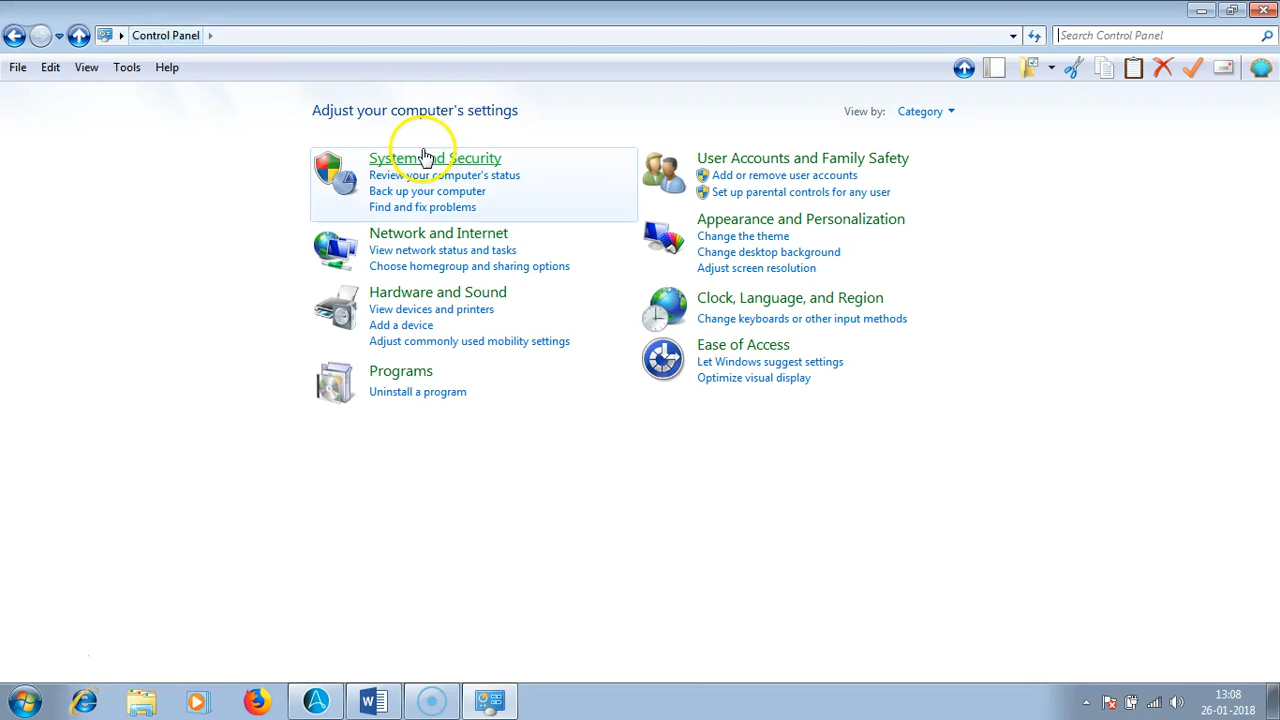 Control Panel
Search Control Panel
File Edit View Tools Help
Adjust your computer's settings
View by: Category
System and Security
Review your computer's status
Back up your computer
Find and fix problems
Network and Internet
View network status and tasks
Choose homegroup and sharing options
Hardware and Sound
View devices and printers
Add a device
Adjust commonly used mobility settings
Programs
Uninstall a program
User Accounts and Family Safety
Add or remove user accounts
Set up parental controls for any user
Appearance and Personalization
Change the theme
Change desktop background
Adjust screen resolution
Clock, Language, and Region
Change keyboards or other input methods
Ease of Access
Let Windows suggest settings
Optimize visual display
13:08
26-01-2018